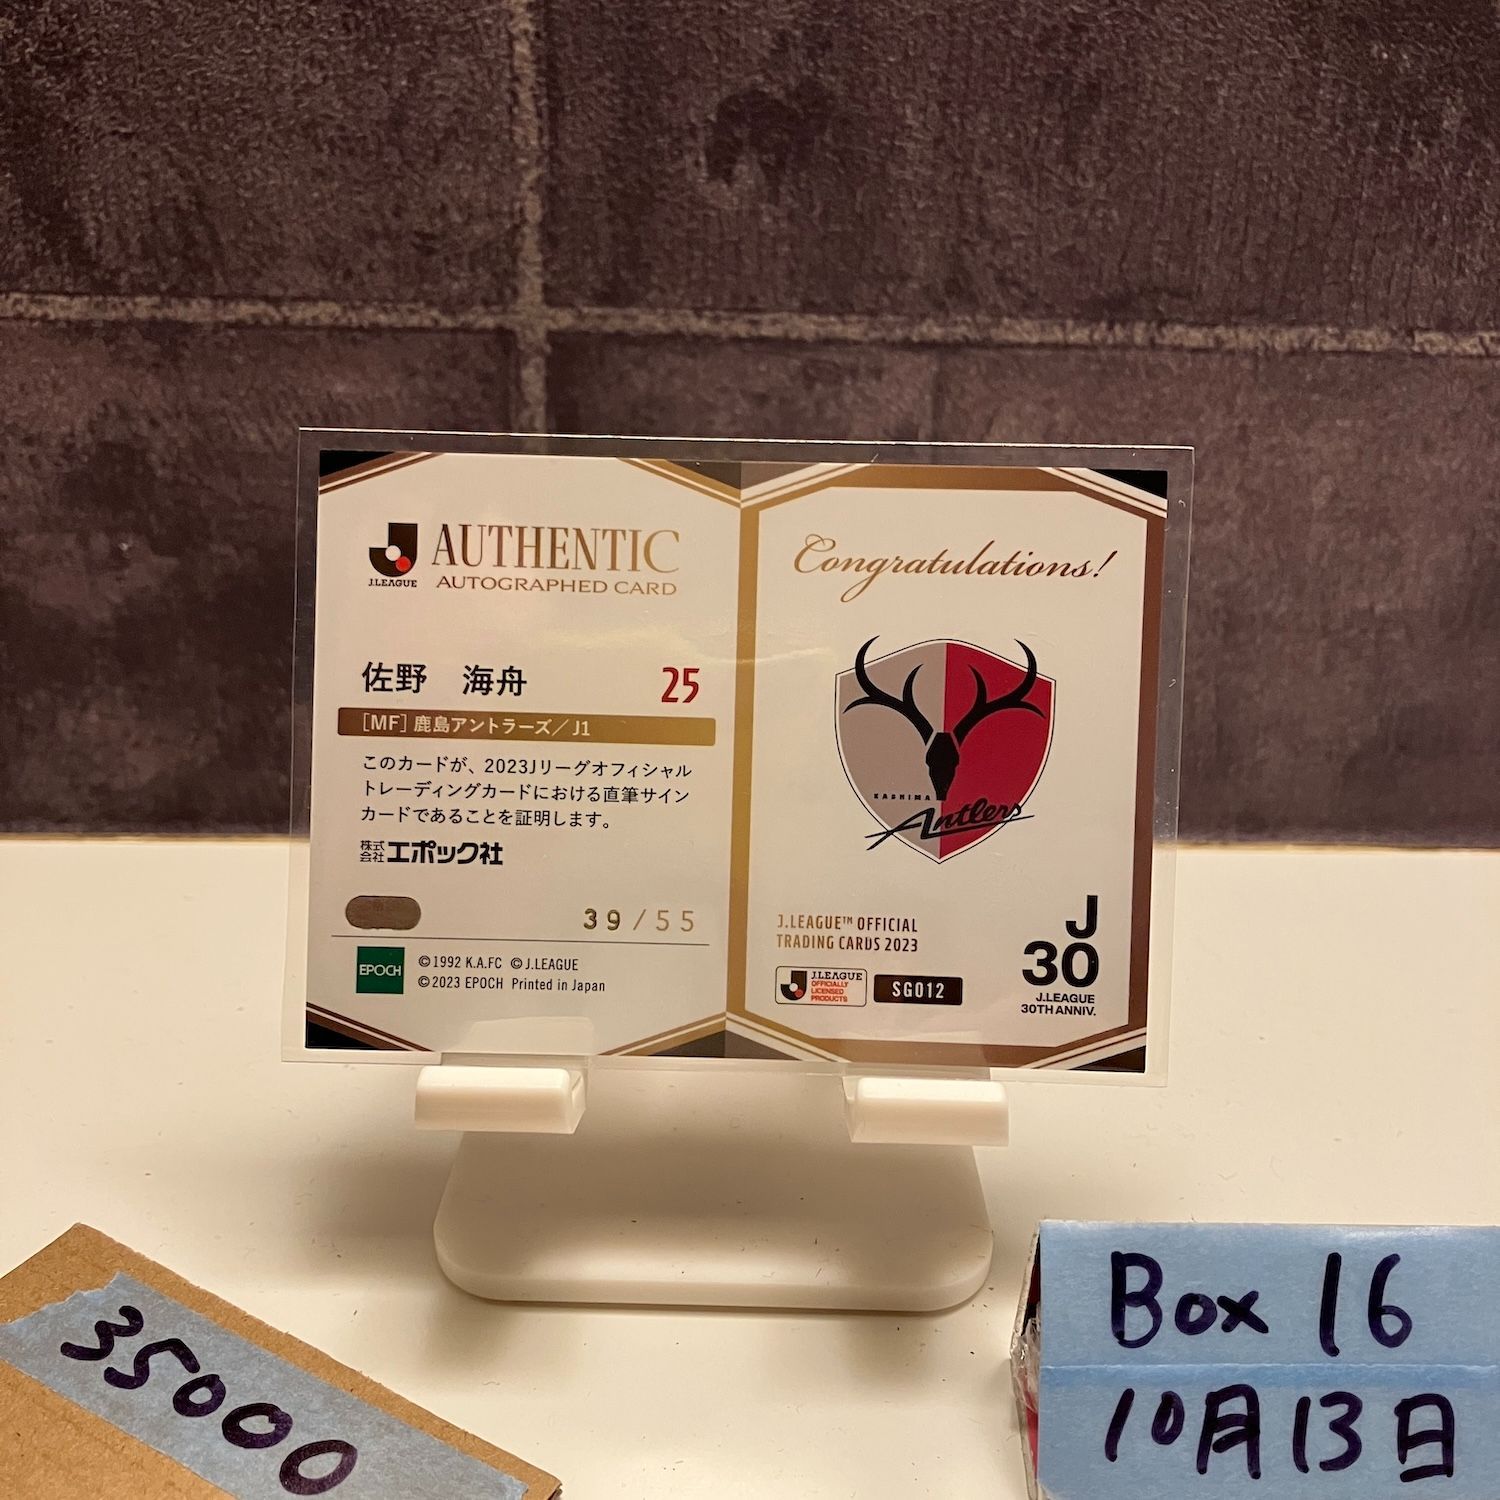 J.LEAGUE
AUTHENTIC
AUTOGRAPHED CARD
佐野 海舟 25
[MF] 鹿島アントラーズ／J1
このカードが、2023Jリーグオフィシャル
トレーディングカードにおける直筆サイン
カードであることを証明します。
株式会社エポック社
39/55
EPOCH
©1992 K.A.FC ©J.LEAGUE
©2023 EPOCH Printed in Japan
Congratulations!
KASHIMA
Antlers
J.LEAGUE™ OFFICIAL
TRADING CARDS 2023
J.LEAGUE
OFFICIALLY
LICENSED
PRODUCTS
SG012
J
30
J.LEAGUE
30TH ANNIV.
35000
Box 16
10月13日